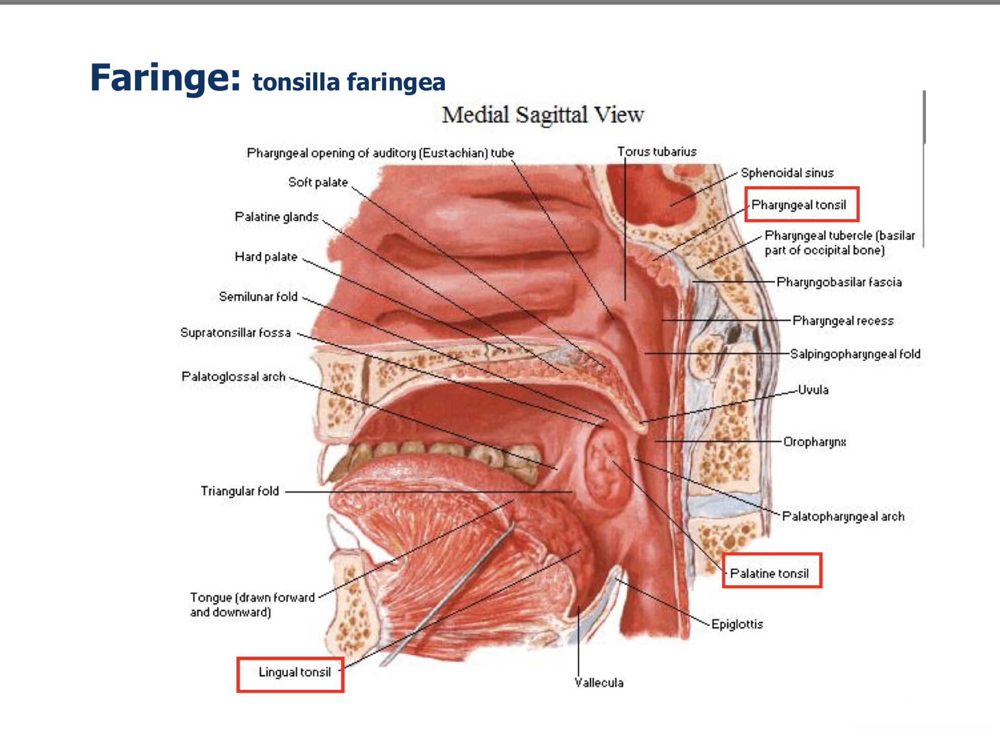 Faringe: tonsilla faringea
Medial Sagittal View
Pharyngeal opening of auditory (Eustachian) tube
Torus tubarius
Soft palate
Sphenoidal sinus
Palatine glands
Pharyngeal tonsil
Hard palate
Pharyngeal tubercle (basilar
part of occipital bone)
Semilunar fold
Pharyngobasilar fascia
Supratonsillar fossa
Pharyngeal recess
Palatoglossal arch
Salpingopharyngeal fold
Uvula
Oropharynx
Triangular fold
Palatopharyngeal arch
Palatine tonsil
Tongue (drawn forward
and downward)
Epiglottis
Lingual tonsil
Vallecula